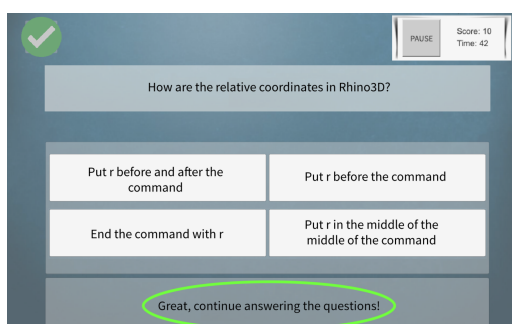 PAUSE
Score: 10
Time: 42
How are the relative coordinates in Rhino3D?
Put r before and after the
command
Put r before the command
End the command with r
Put r in the middle of the
middle of the command
Great, continue answering the questions!